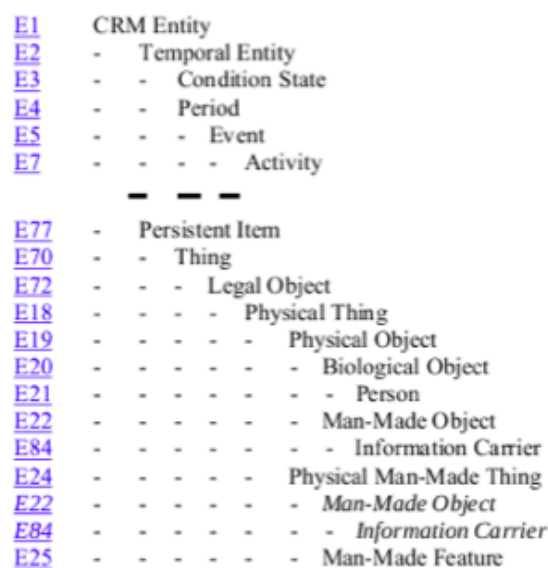 E1 CRM Entity
E2 - Temporal Entity
E3 - - Condition State
E4 - - Period
E5 - - - Event
E7 - - - - Activity
- - -
E77 - Persistent Item
E70 - - Thing
E72 - - - Legal Object
E18 - - - - Physical Thing
E19 - - - - - Physical Object
E20 - - - - - - Biological Object
E21 - - - - - - - Person
E22 - - - - - - Man-Made Object
E84 - - - - - - - Information Carrier
E24 - - - - - Physical Man-Made Thing
E22 - - - - - - Man-Made Object
E84 - - - - - - - Information Carrier
E25 - - - - - - Man-Made Feature